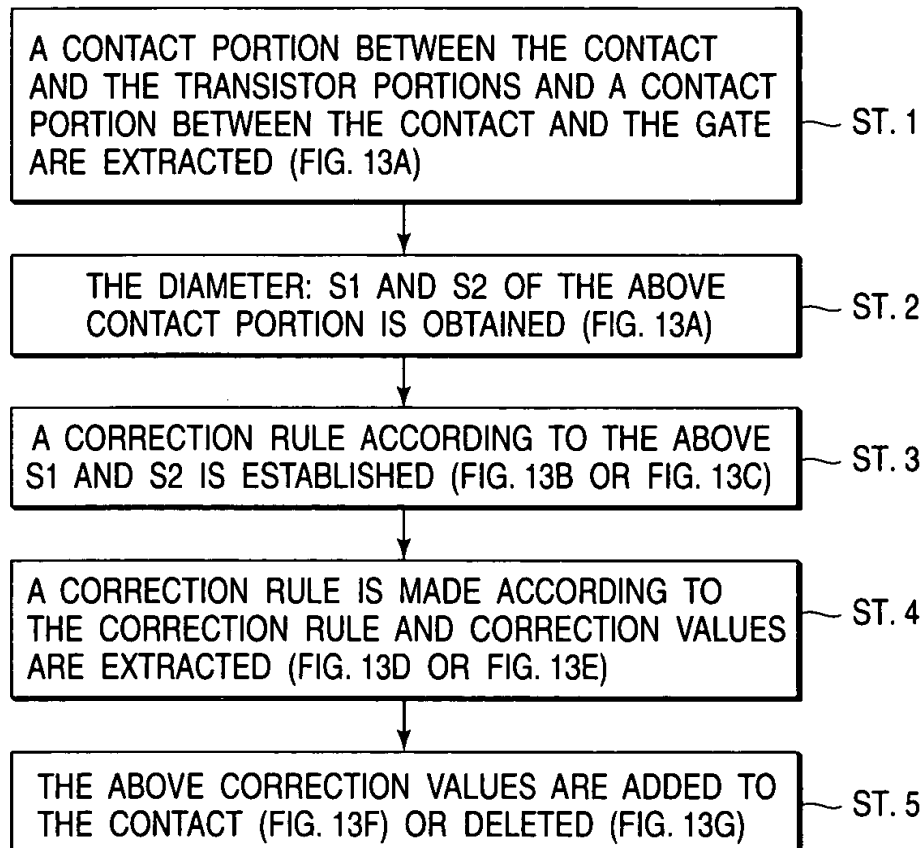 A CONTACT PORTION BETWEEN THE CONTACT
AND THE TRANSISTOR PORTIONS AND A CONTACT
PORTION BETWEEN THE CONTACT AND THE GATE
ARE EXTRACTED (FIG. 13A)
ST. 1
THE DIAMETER: S1 AND S2 OF THE ABOVE
CONTACT PORTION IS OBTAINED (FIG. 13A)
ST. 2
A CORRECTION RULE ACCORDING TO THE ABOVE
S1 AND S2 IS ESTABLISHED (FIG. 13B OR FIG. 13C)
ST. 3
A CORRECTION RULE IS MADE ACCORDING TO
THE CORRECTION RULE AND CORRECTION VALUES
ARE EXTRACTED (FIG. 13D OR FIG. 13E)
ST. 4
THE ABOVE CORRECTION VALUES ARE ADDED TO
THE CONTACT (FIG. 13F) OR DELETED (FIG. 13G)
ST. 5